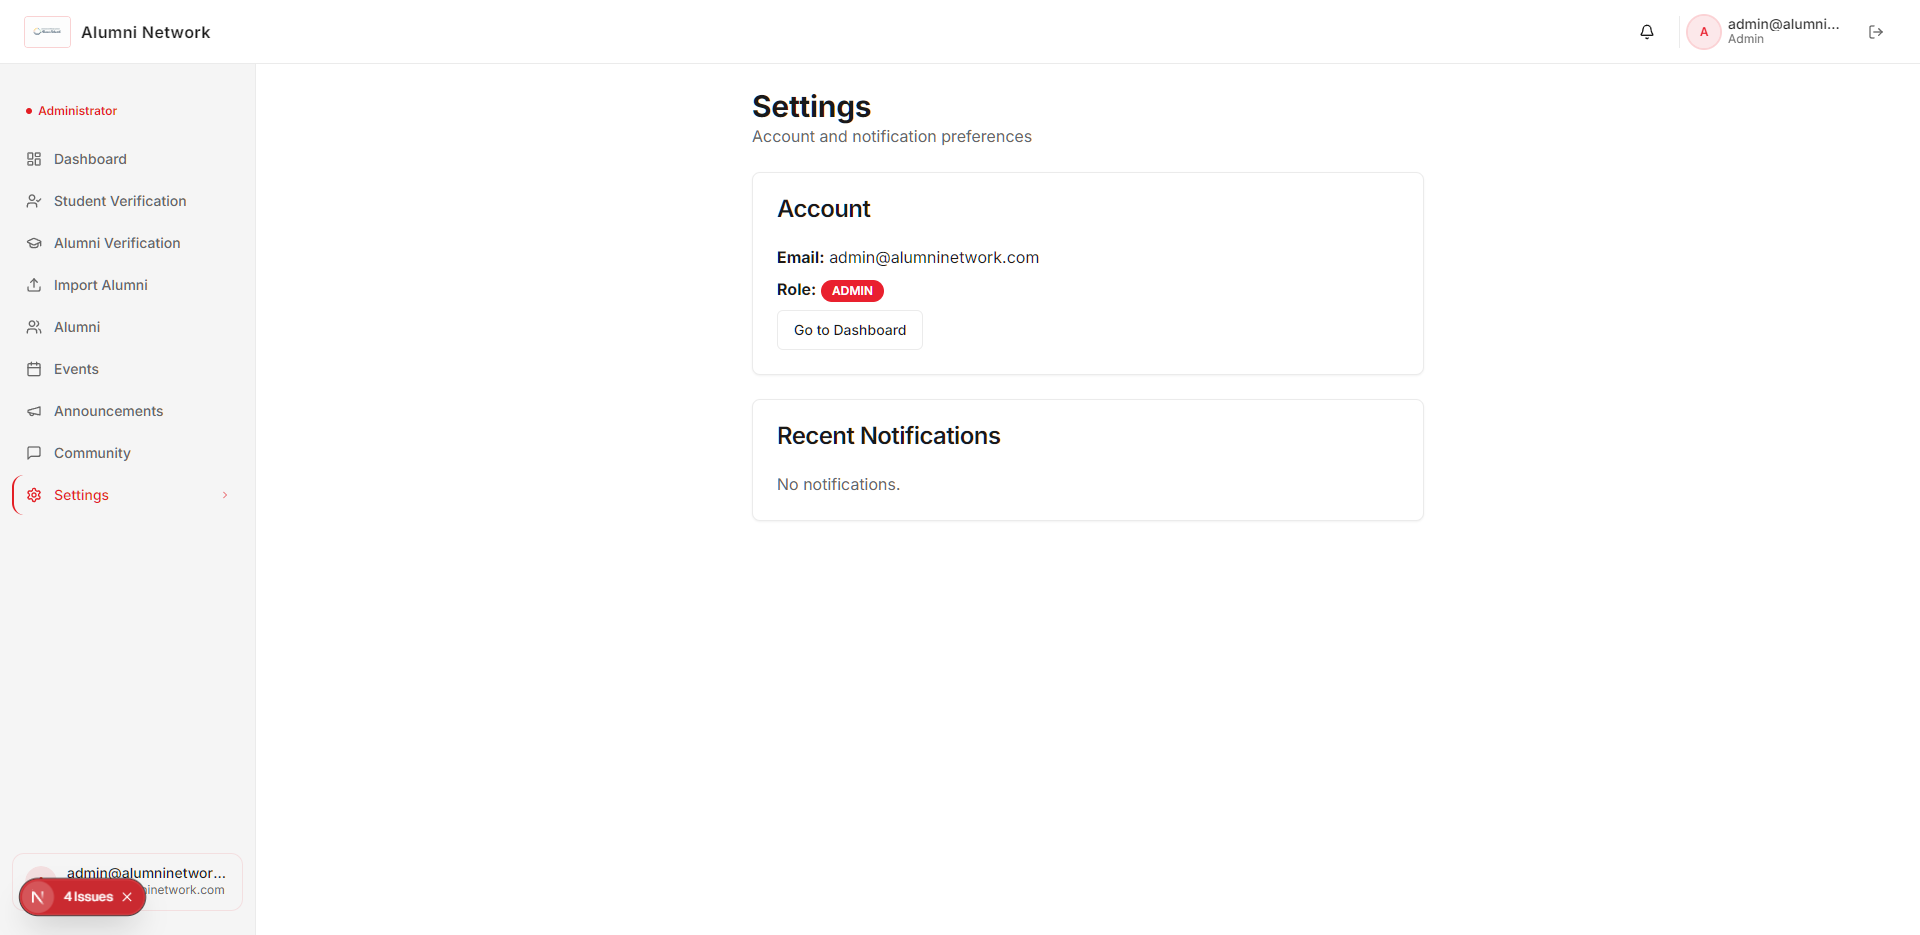 Alumni Network
admin@alumni...
Admin
A
Administrator
Dashboard
Student Verification
Alumni Verification
Import Alumni
Alumni
Events
Announcements
Community
Settings
admin@alumninetwor...
ninetwork.com
N 4 Issues
Settings
Account and notification preferences
Account
Email: admin@alumninetwork.com
Role: ADMIN
Go to Dashboard
Recent Notifications
No notifications.